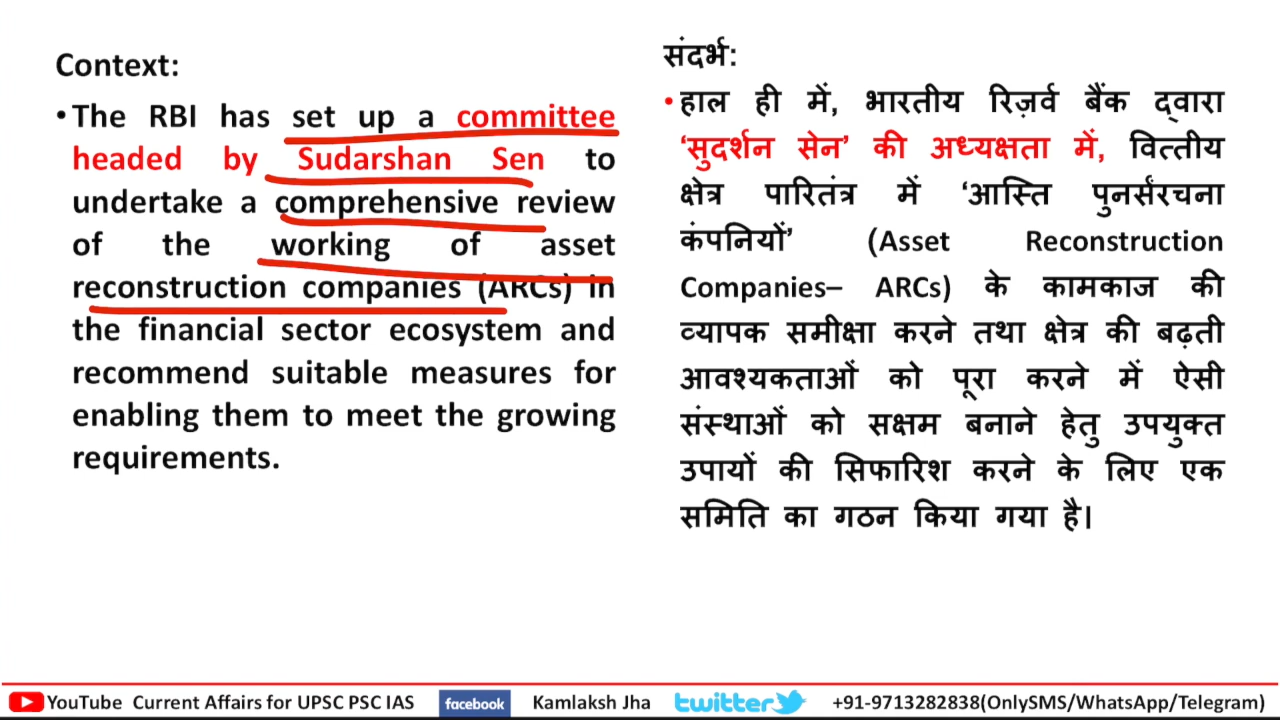 Context:
• The RBI has set up a committee
headed by Sudarshan Sen to
undertake a comprehensive review
of the working of asset
reconstruction companies (ARCs) in
the financial sector ecosystem and
recommend suitable measures for
enabling them to meet the growing
requirements.
संदर्भ:
• हाल ही में, भारतीय रिज़र्व बैंक द्वारा
‘सुदर्शन सेन’ की अध्यक्षता में, वित्तीय
क्षेत्र पारितंत्र में ‘आस्ति पुनर्संरचना
कंपनियों’ (Asset Reconstruction
Companies– ARCs) के कामकाज की
व्यापक समीक्षा करने तथा क्षेत्र की बढ़ती
आवश्यकताओं को पूरा करने में ऐसी
संस्थाओं को सक्षम बनाने हेतु उपयुक्त
उपायों की सिफारिश करने के लिए एक
समिति का गठन किया गया है।
YouTube Current Affairs for UPSC PSC IAS facebook Kamlaksh Jha twitter +91-9713282838(OnlySMS/WhatsApp/Telegram)